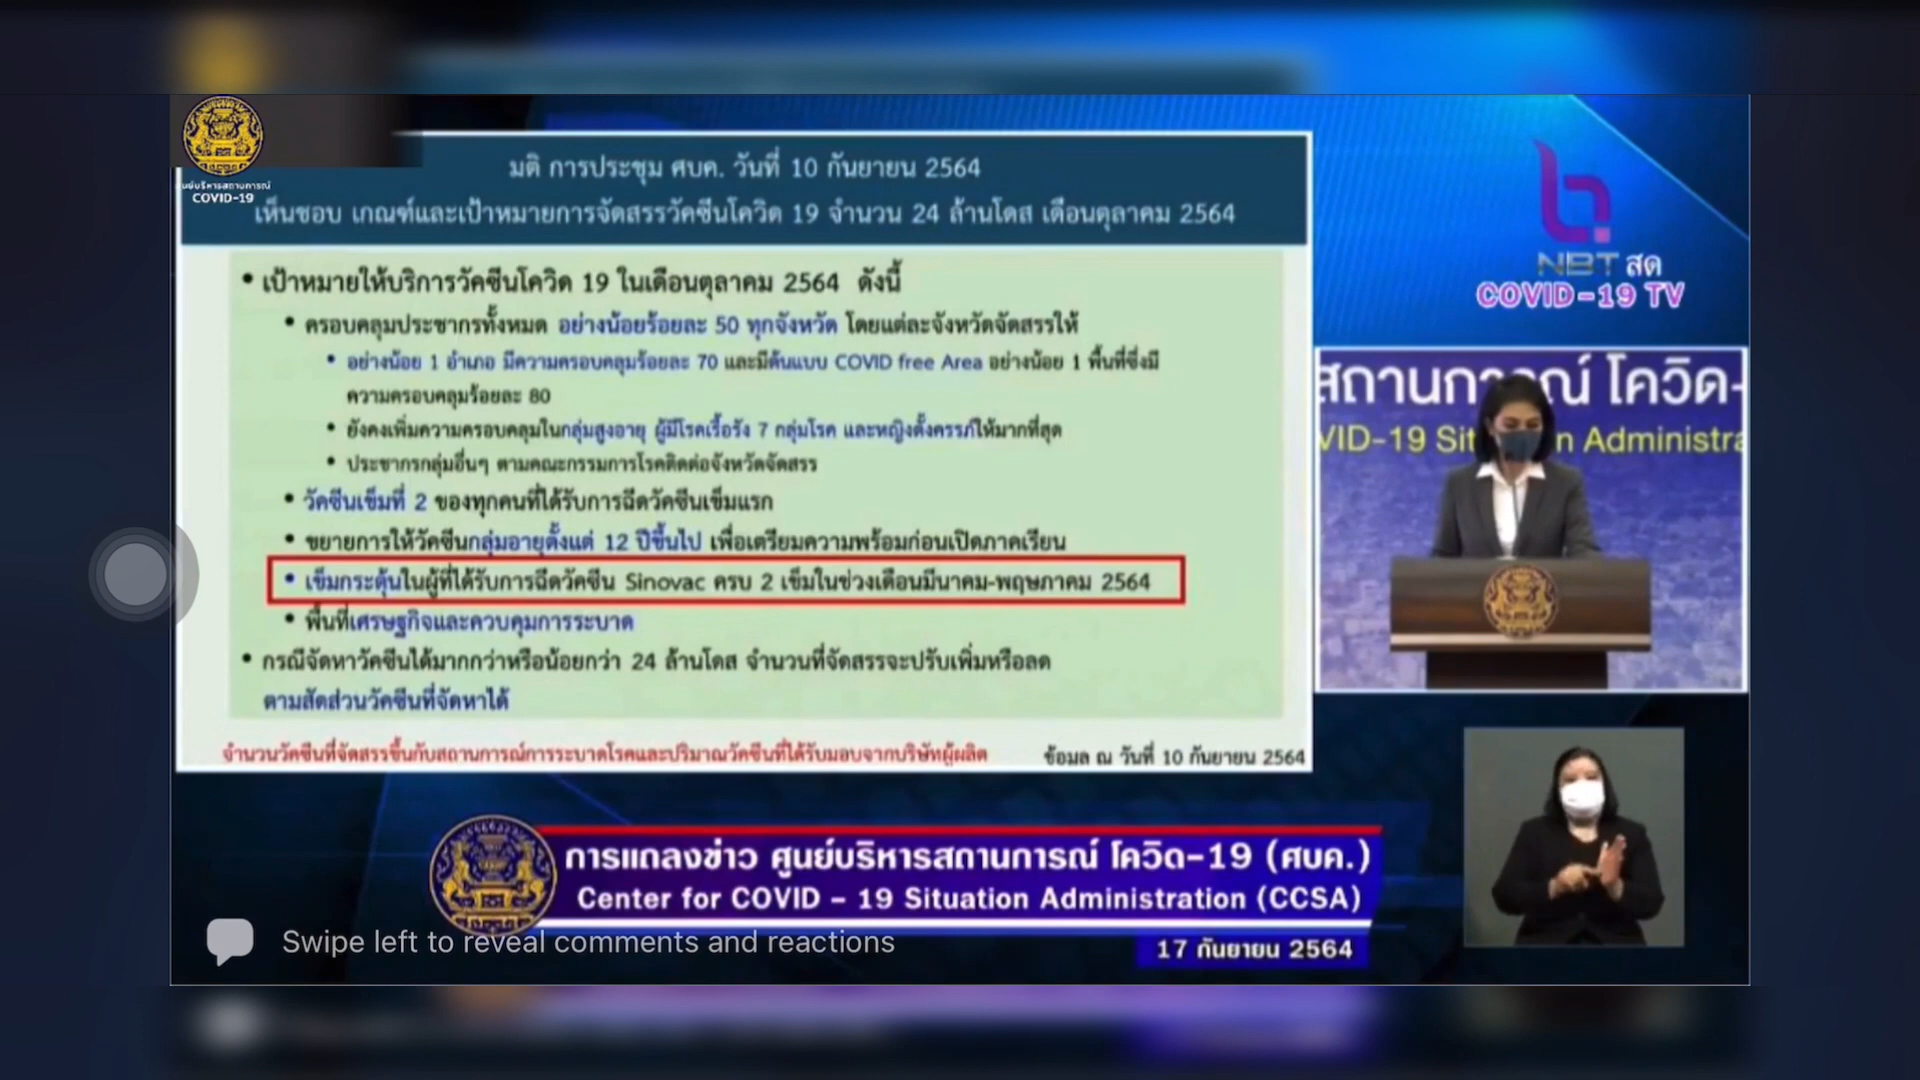 มติ การประชุม ศบค. วันที่ 10 กันยายน 2564
เห็นชอบ เกณฑ์และเป้าหมายการจัดสรรวัคซีนโควิด 19 จำนวน 24 ล้านโดส เดือนตุลาคม 2564
ศูนย์บริหารสถานการณ์
COVID-19
• เป้าหมายให้บริการวัคซีนโควิด 19 ในเดือนตุลาคม 2564 ดังนี้
• ครอบคลุมประชากรทั้งหมด อย่างน้อยร้อยละ 50 ทุกจังหวัด โดยแต่ละจังหวัดจัดสรรให้
• อย่างน้อย 1 อำเภอ มีความครอบคลุมร้อยละ 70 และมีต้นแบบ COVID free Area อย่างน้อย 1 พื้นที่ซึ่งมี
ความครอบคลุมร้อยละ 80
• ยังคงเพิ่มความครอบคลุมในกลุ่มสูงอายุ ผู้มีโรคเรื้อรัง 7 กลุ่มโรค และหญิงตั้งครรภ์ให้มากที่สุด
• ประชากรกลุ่มอื่นๆ ตามคณะกรรมการโรคติดต่อจังหวัดจัดสรร
• วัคซีนเข็มที่ 2 ของทุกคนที่ได้รับการฉีดวัคซีนเข็มแรก
• ขยายการให้วัคซีนกลุ่มอายุตั้งแต่ 12 ปีขึ้นไป เพื่อเตรียมความพร้อมก่อนเปิดภาคเรียน
• เข็มกระตุ้นในผู้ที่ได้รับการฉีดวัคซีน Sinovac ครบ 2 เข็มในช่วงเดือนมีนาคม-พฤษภาคม 2564
• พื้นที่เศรษฐกิจและควบคุมการระบาด
• กรณีจัดหาวัคซีนได้มากกว่าหรือน้อยกว่า 24 ล้านโดส จำนวนที่จัดสรรจะปรับเพิ่มหรือลด
ตามสัดส่วนวัคซีนที่จัดหาได้
จำนวนวัคซีนที่จัดสรรขึ้นกับสถานการณ์การระบาดโรคและปริมาณวัคซีนที่ได้รับมอบจากบริษัทผู้ผลิต
ข้อมูล ณ วันที่ 10 กันยายน 2564
NBT สด
COVID-19 TV
สถานการณ์ โควิด-
VID-19 Sit n Administra
การแถลงข่าว ศูนย์บริหารสถานการณ์ โควิด-19 (ศบค.)
Center for COVID – 19 Situation Administration (CCSA)
Swipe left to reveal comments and reactions
17 กันยายน 2564